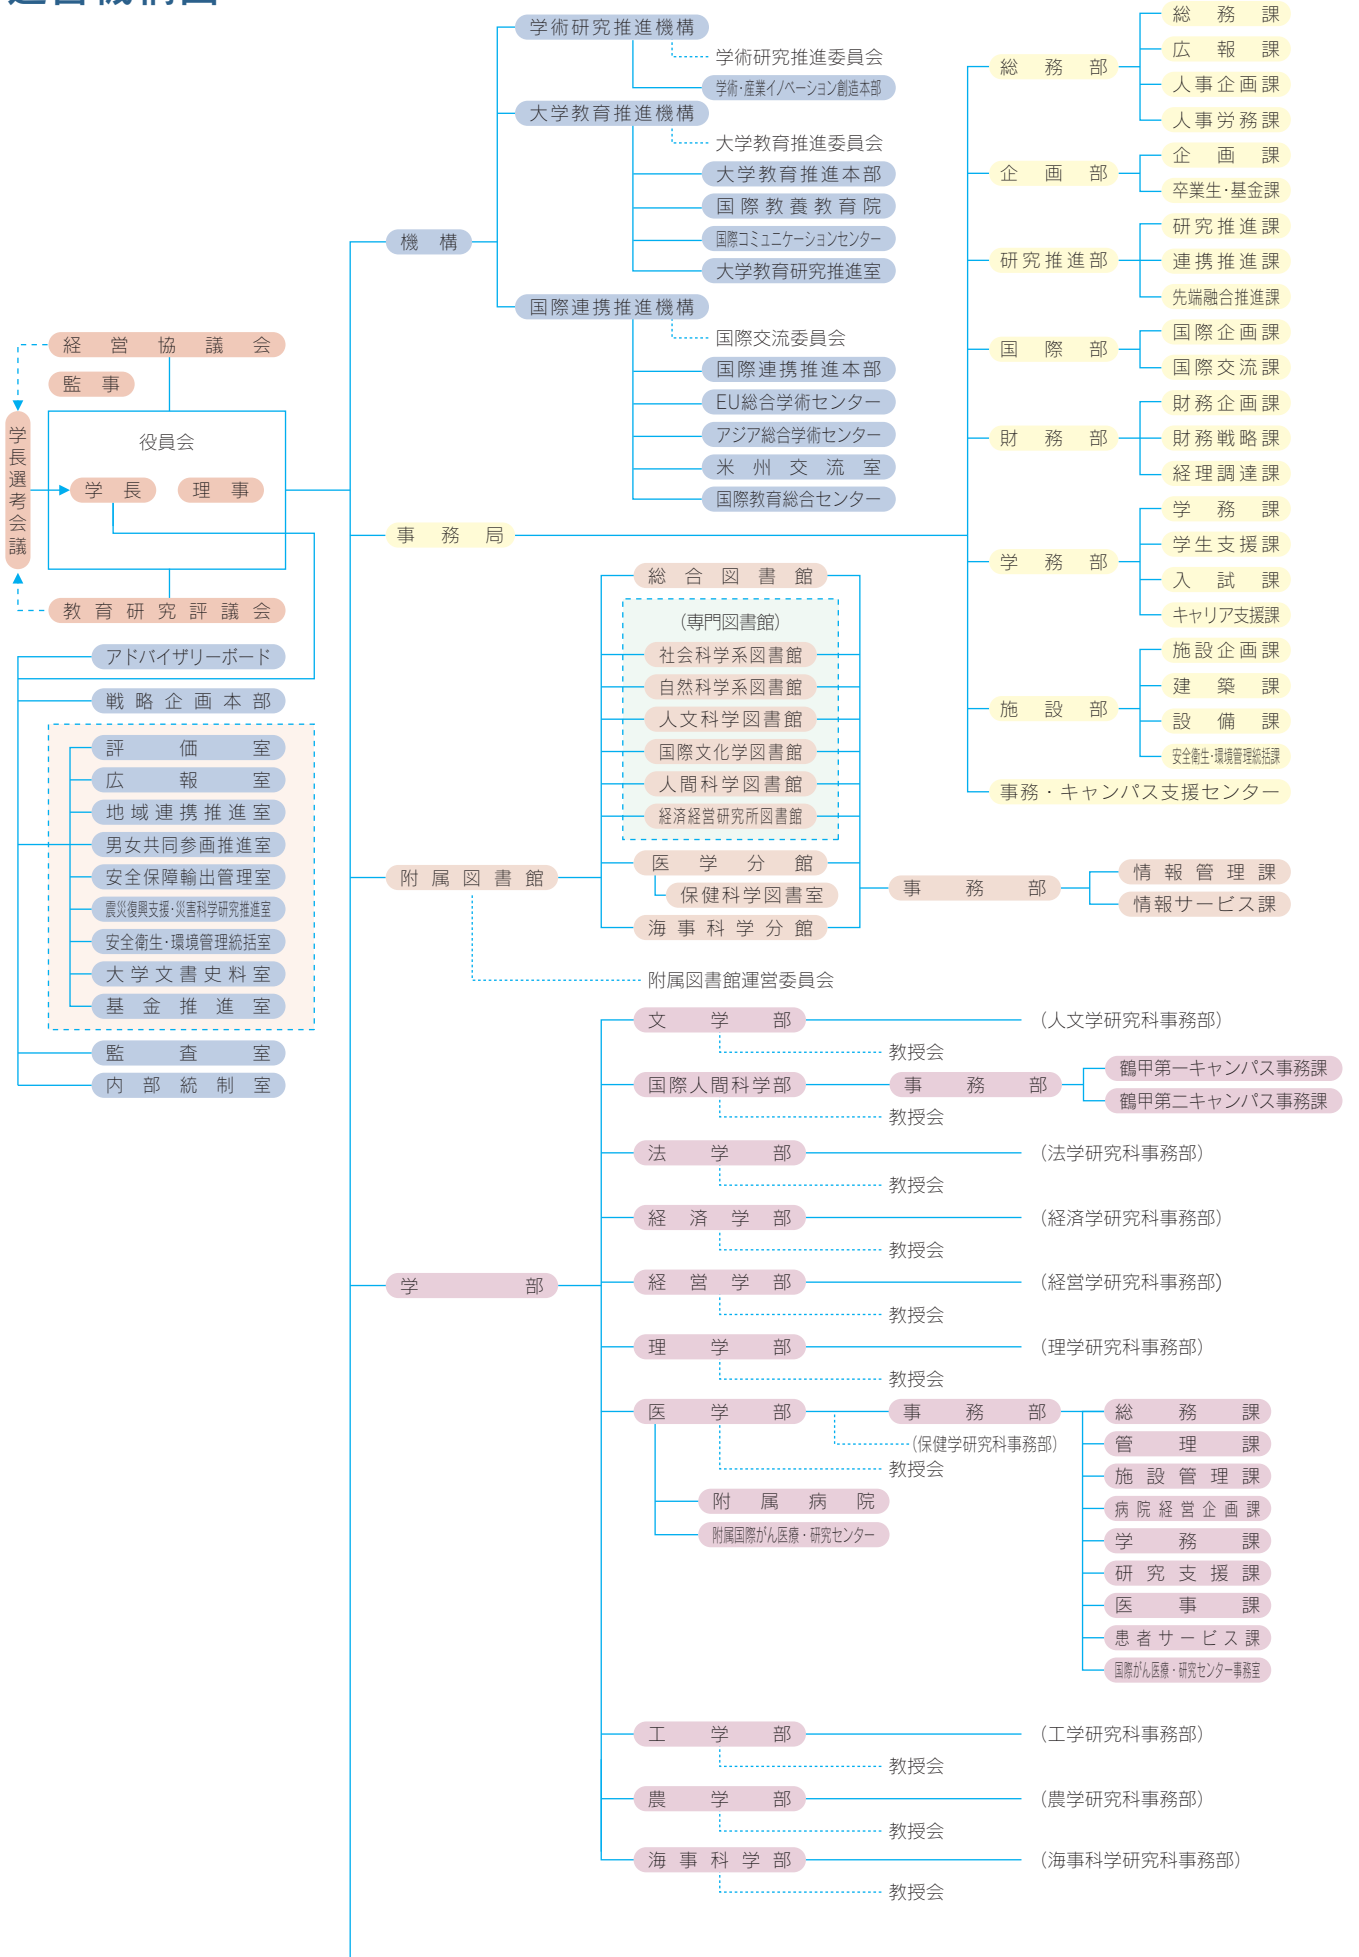 運営機構図
経営協議会
監事
役員会
学長
理事
学長選考会議
教育研究評議会
アドバイザリーボード
戦略企画本部
評価室
広報室
地域連携推進室
男女共同参画推進室
安全保障輸出管理室
震災復興支援・災害科学研究推進室
安全衛生・環境管理統括室
大学文書史料室
基金推進室
監査室
内部統制室
機構
学術研究推進機構
学術研究推進委員会
学術・産業イノベーション創造本部
大学教育推進機構
大学教育推進委員会
大学教育推進本部
国際教養教育院
国際コミュニケーションセンター
大学教育研究推進室
国際連携推進機構
国際交流委員会
国際連携推進本部
EU総合学術センター
アジア総合学術センター
米州交流室
国際教育総合センター
事務局
総務部
総務課
広報課
人事企画課
人事労務課
企画部
企画課
卒業生・基金課
研究推進部
研究推進課
連携推進課
先端融合推進課
国際部
国際企画課
国際交流課
財務部
財務企画課
財務戦略課
経理調達課
学務部
学務課
学生支援課
入試課
キャリア支援課
施設部
施設企画課
建築課
設備課
安全衛生・環境管理統括課
事務・キャンパス支援センター
附属図書館
総合図書館
（専門図書館）
社会科学系図書館
自然科学系図書館
人文科学図書館
国際文化学図書館
人間科学図書館
経済経営研究所図書館
医学分館
保健科学図書室
海事科学分館
事務部
情報管理課
情報サービス課
附属図書館運営委員会
学部
文学部
（人文学研究科事務部）
教授会
国際人間科学部
事務部
鶴甲第一キャンパス事務課
鶴甲第二キャンパス事務課
教授会
法学部
（法学研究科事務部）
教授会
経済学部
（経済学研究科事務部）
教授会
経営学部
（経営学研究科事務部）
教授会
理学部
（理学研究科事務部）
教授会
医学部
事務部
（保健学研究科事務部）
教授会
附属病院
附属国際がん医療・研究センター
総務課
管理課
施設管理課
病院経営企画課
学務課
研究支援課
医事課
患者サービス課
国際がん医療・研究センター事務室
工学部
（工学研究科事務部）
教授会
農学部
（農学研究科事務部）
教授会
海事科学部
（海事科学研究科事務部）
教授会